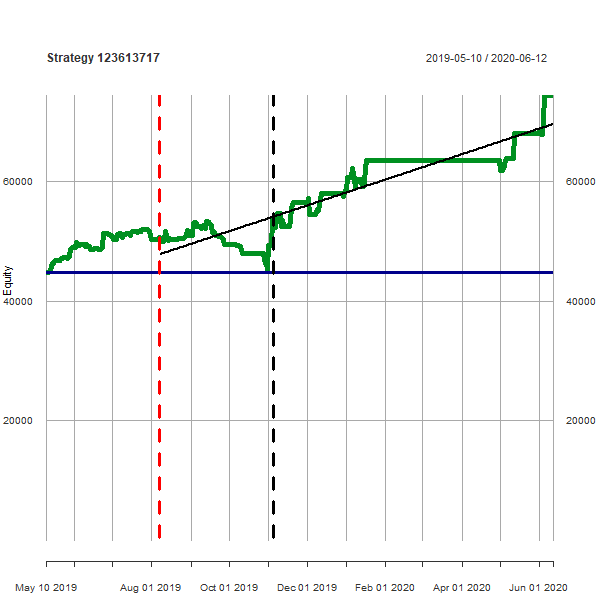 Strategy 123613717
2019-05-10 / 2020-06-12
60000
60000
Equity
40000
40000
20000
20000
May 10 2019
Aug 01 2019
Oct 01 2019
Dec 01 2019
Feb 01 2020
Apr 01 2020
Jun 01 2020